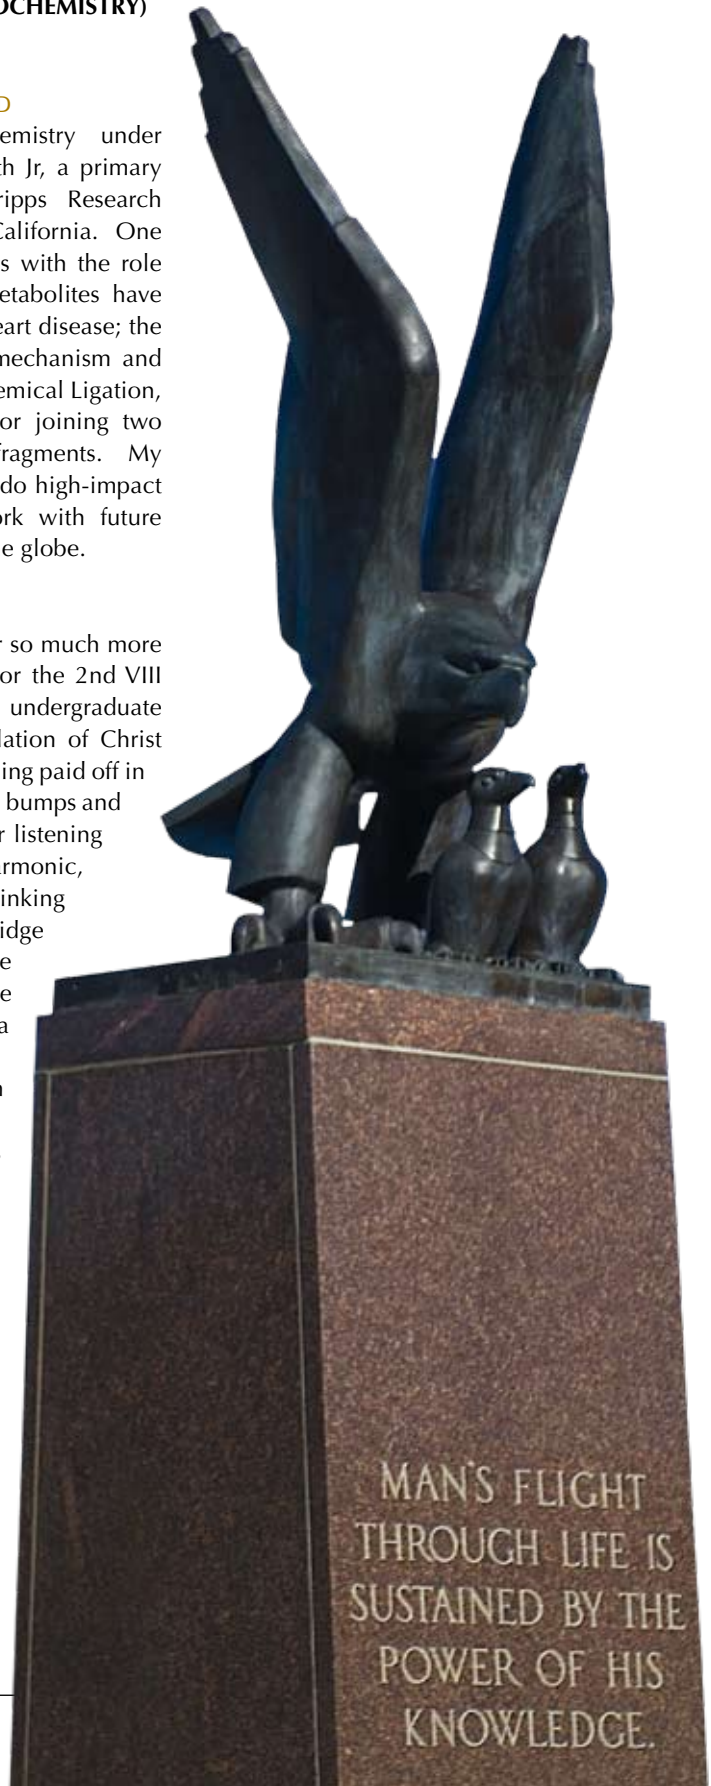 OCHEMISTRY)
D
emistry under
th Jr, a primary
ripps Research
California. One
s with the role
etabolites have
eart disease; the
mechanism and
emical Ligation,
or joining two
fragments. My
do high-impact
ork with future
e globe.
r so much more
or the 2nd VIII
undergraduate
lation of Christ
ing paid off in
bumps and
r listening
armonic,
inking
idge
e
e
a
MAN'S FLIGHT
THROUGH LIFE IS
SUSTAINED BY THE
POWER OF HIS
KNOWLEDGE.